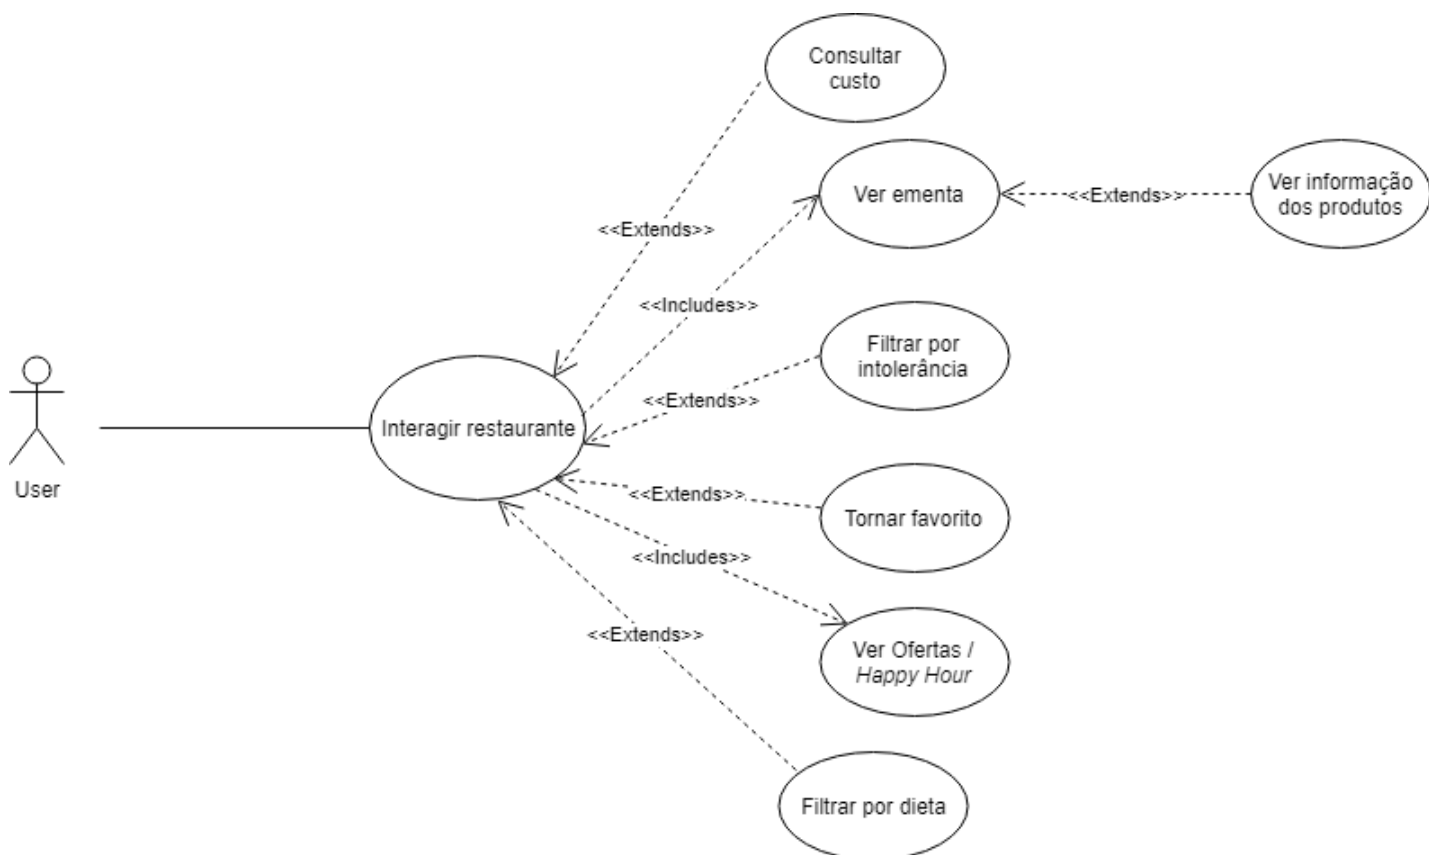 Consultar
custo
Ver ementa
<<Extends>>
Ver informação
dos produtos
<<Extends>>
<<Includes>>
Filtrar por
intolerância
<<Extends>>
Interagir restaurante
User
<<Extends>>
Tornar favorito
<<Includes>>
<<Extends>>
Ver Ofertas /
Happy Hour
Filtrar por dieta